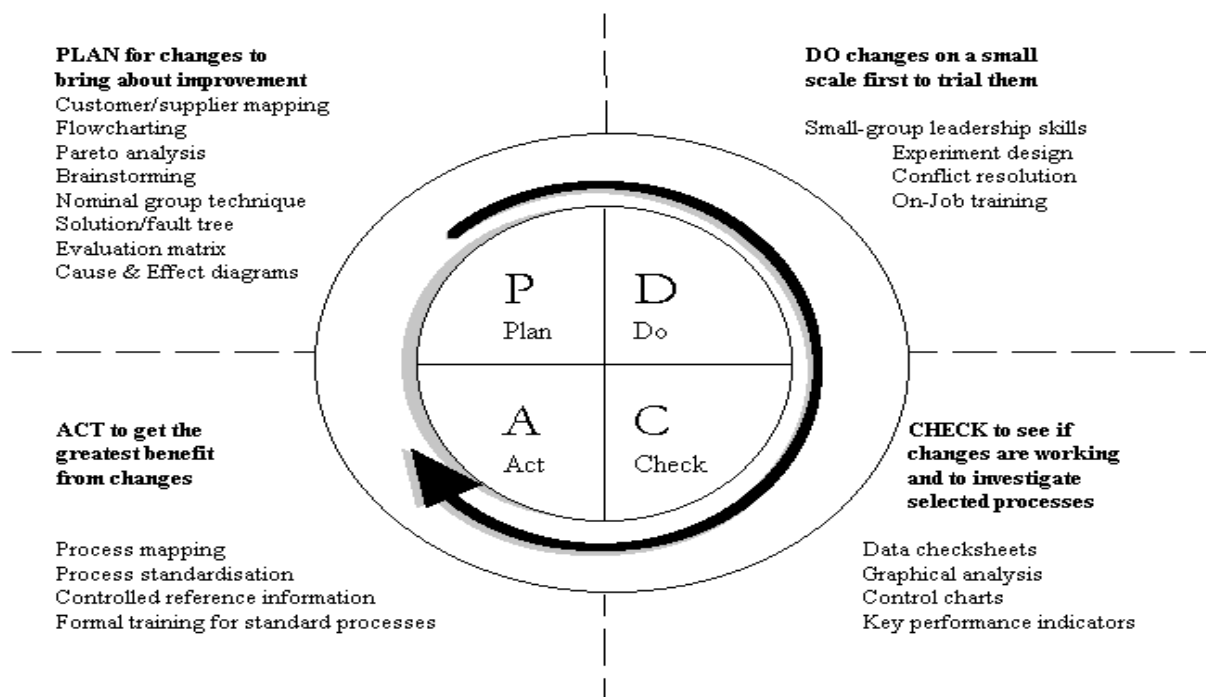 PLAN for changes to
bring about improvement
Customer/supplier mapping
Flowcharting
Pareto analysis
Brainstorming
Nominal group technique
Solution/fault tree
Evaluation matrix
Cause & Effect diagrams
DO changes on a small
scale first to trial them
Small-group leadership skills
Experiment design
Conflict resolution
On-Job training
P
Plan
D
Do
A
Act
C
Check
ACT to get the
greatest benefit
from changes
Process mapping
Process standardisation
Controlled reference information
Formal training for standard processes
CHECK to see if
changes are working
and to investigate
selected processes
Data checksheets
Graphical analysis
Control charts
Key performance indicators